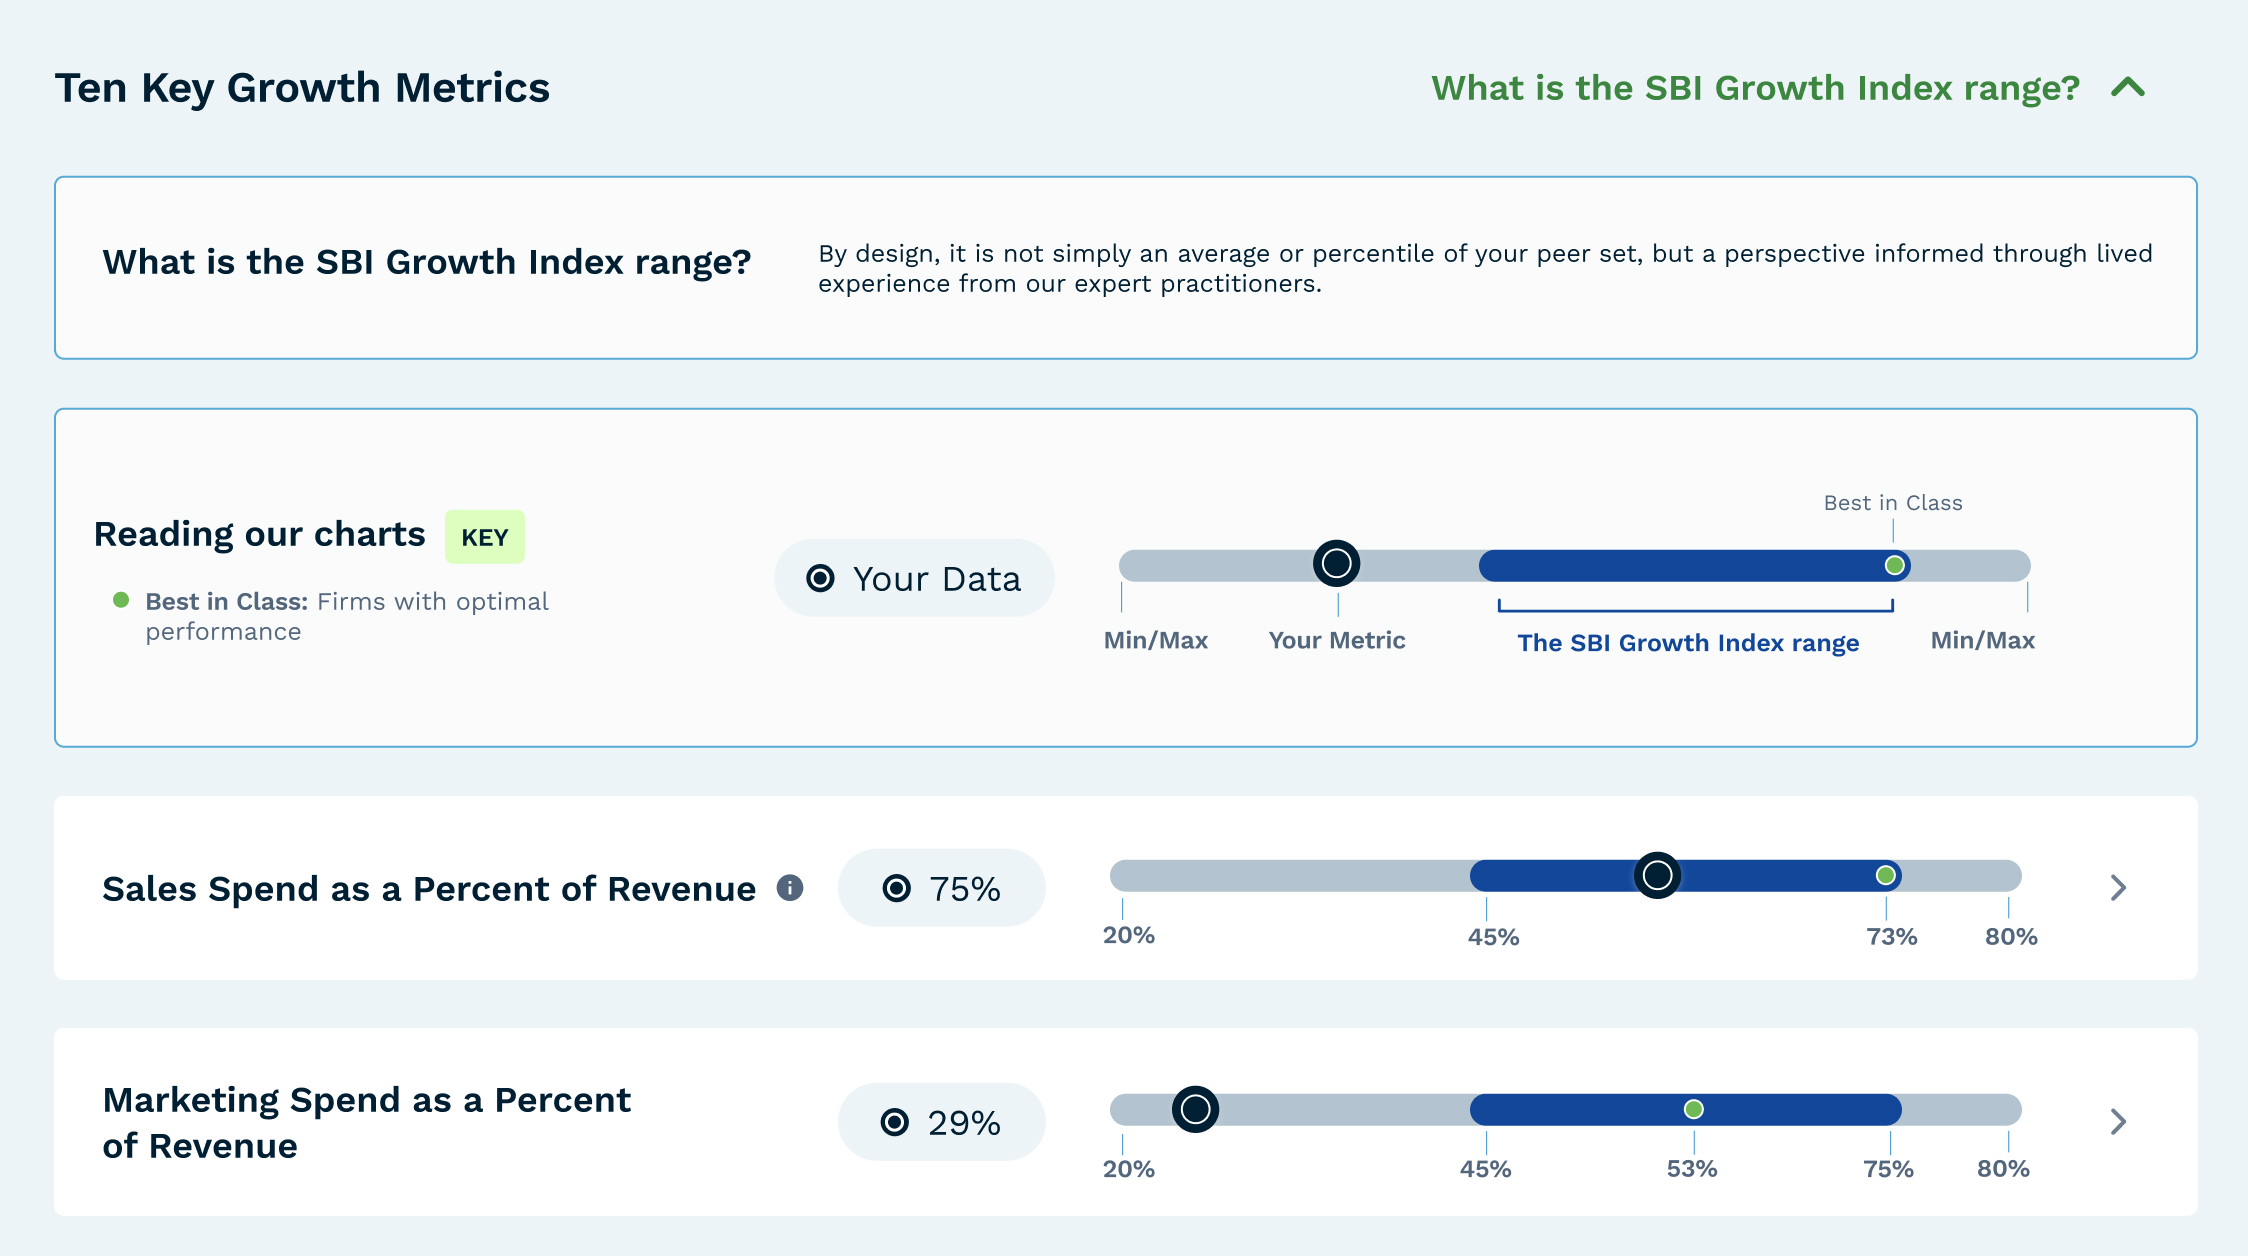 Ten Key Growth Metrics
What is the SBI Growth Index range?
What is the SBI Growth Index range?
By design, it is not simply an average or percentile of your peer set, but a perspective informed through lived
experience from our expert practitioners.
Reading our charts KEY
Best in Class: Firms with optimal
performance
Your Data
Best in Class
Min/Max
Your Metric
The SBI Growth Index range
Min/Max
Sales Spend as a Percent of Revenue
75%
20%
45%
73%
80%
Marketing Spend as a Percent
of Revenue
29%
20%
45%
53%
75%
80%